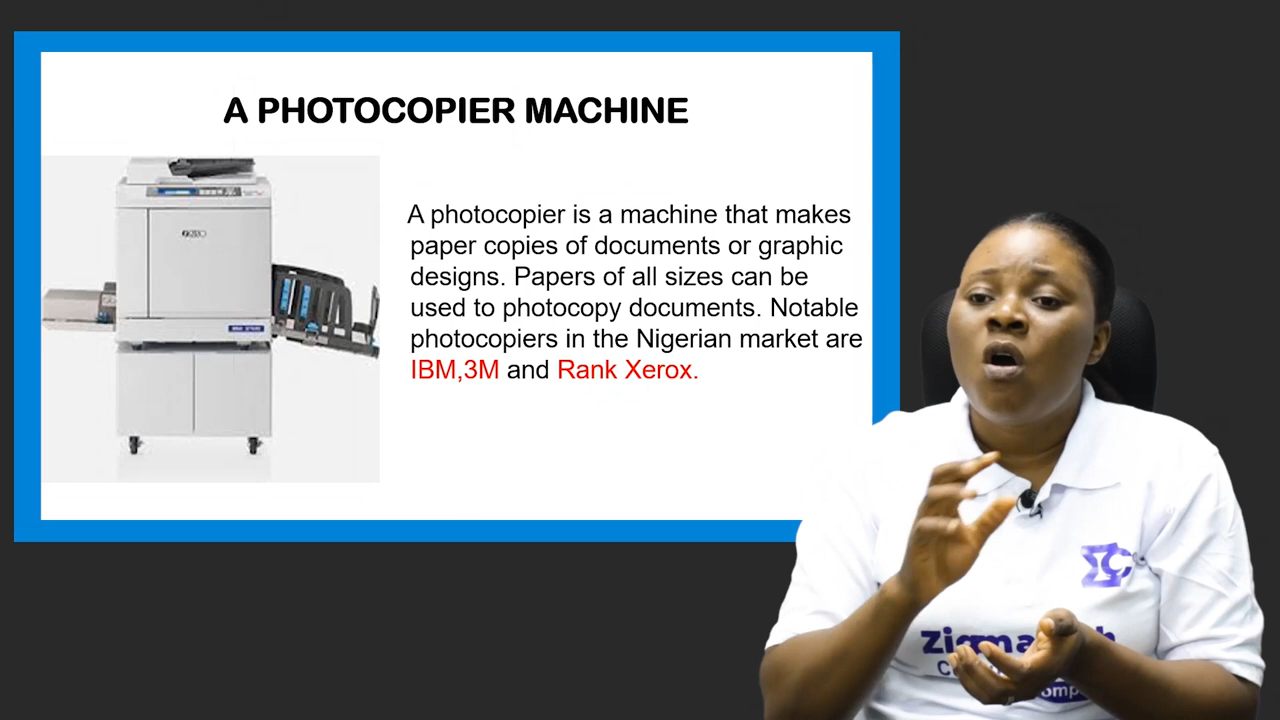 A PHOTOCOPIER MACHINE
A photocopier is a machine that makes
paper copies of documents or graphic
designs. Papers of all sizes can be
used to photocopy documents. Notable
photocopiers in the Nigerian market are
IBM,3M and Rank Xerox.
ΣC